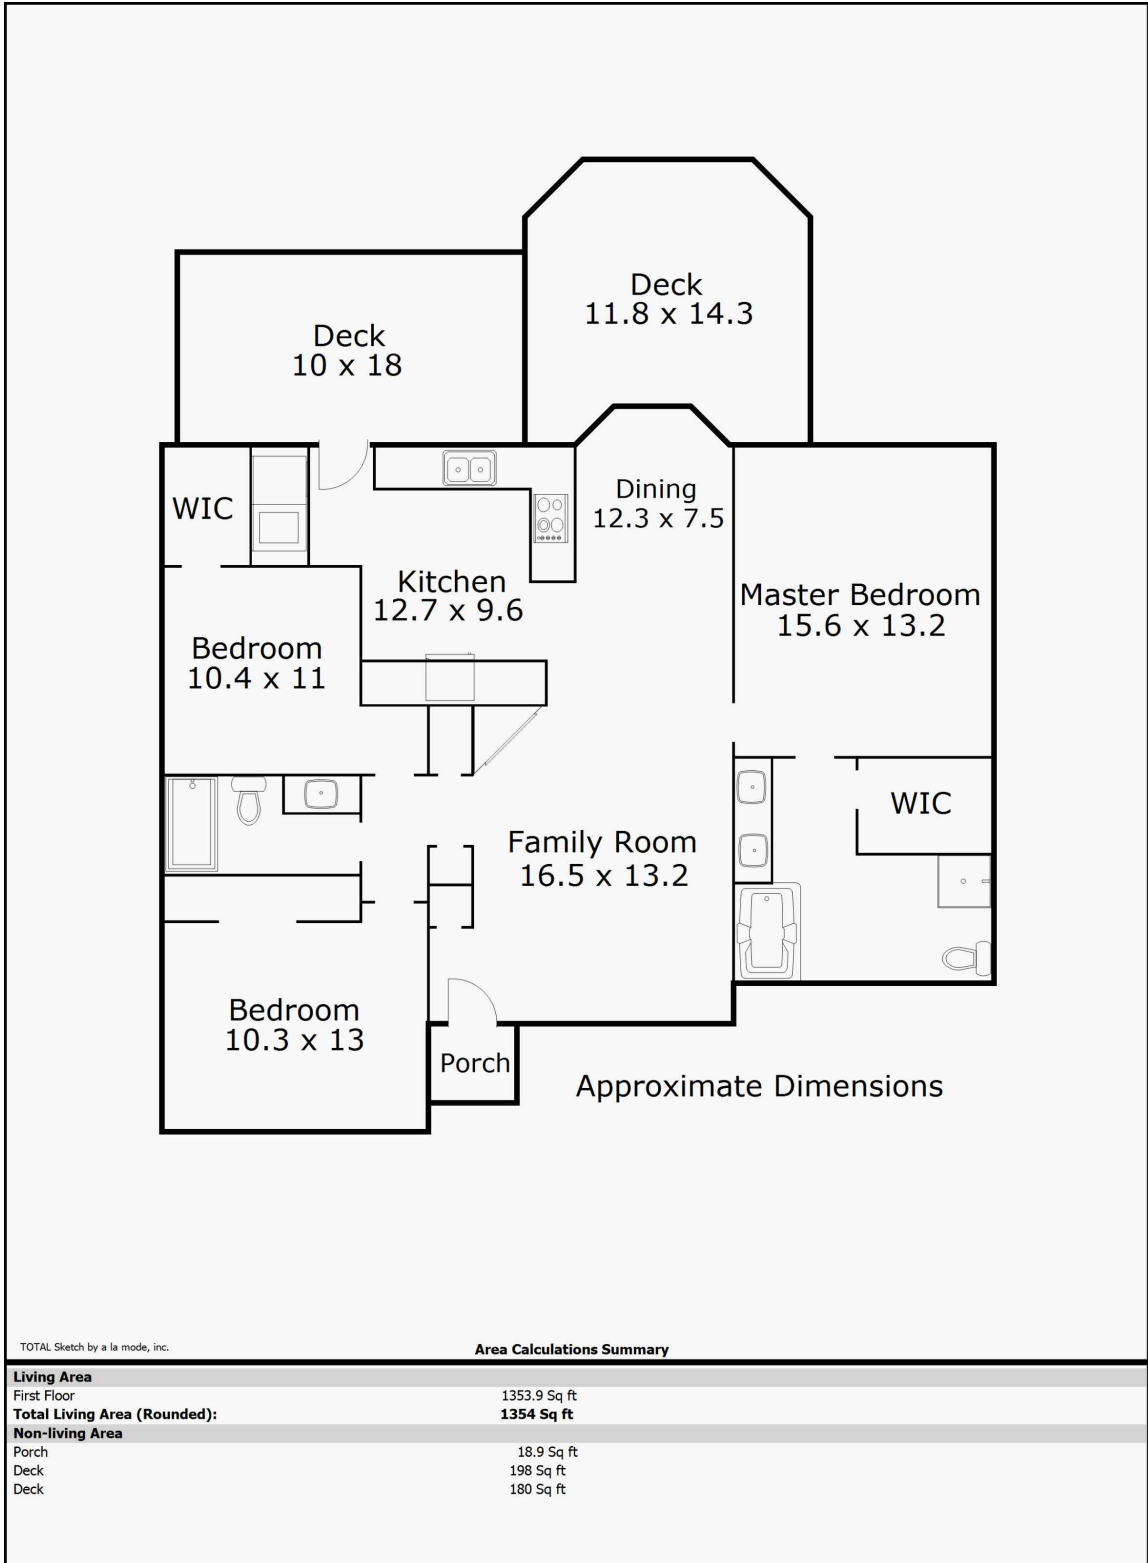 Deck
11.8 x 14.3
Deck
10 x 18
WIC
Dining
12.3 x 7.5
Kitchen
12.7 x 9.6
Master Bedroom
15.6 x 13.2
Bedroom
10.4 x 11
WIC
Family Room
16.5 x 13.2
Bedroom
10.3 x 13
Porch
Approximate Dimensions
TOTAL Sketch by a la mode, inc.
Area Calculations Summary
Living Area
First Floor 1353.9 Sq ft
Total Living Area (Rounded): 1354 Sq ft
Non-living Area
Porch 18.9 Sq ft
Deck 198 Sq ft
Deck 180 Sq ft